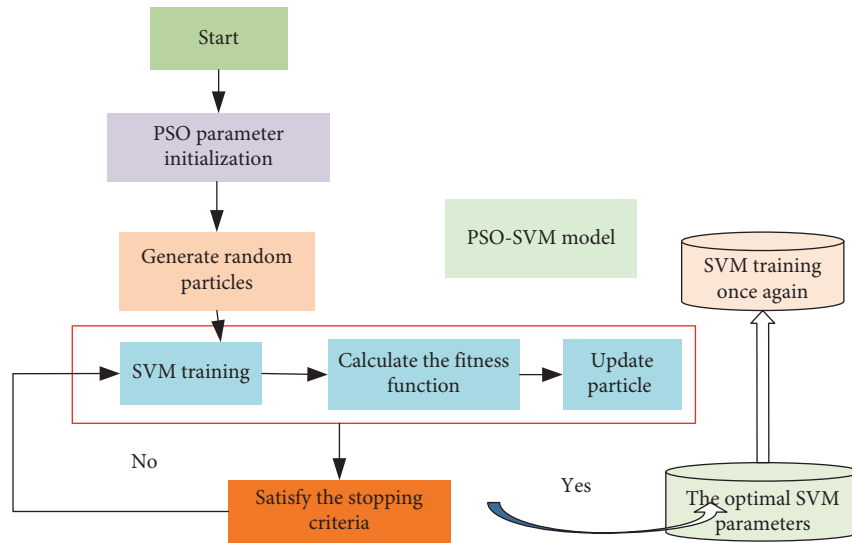 Start
PSO parameter
initialization
Generate random
particles
PSO-SVM model
SVM training
once again
SVM training
Calculate the fitness
function
Update
particle
No
Yes
Satisfy the stopping
criteria
The optimal SVM
parameters